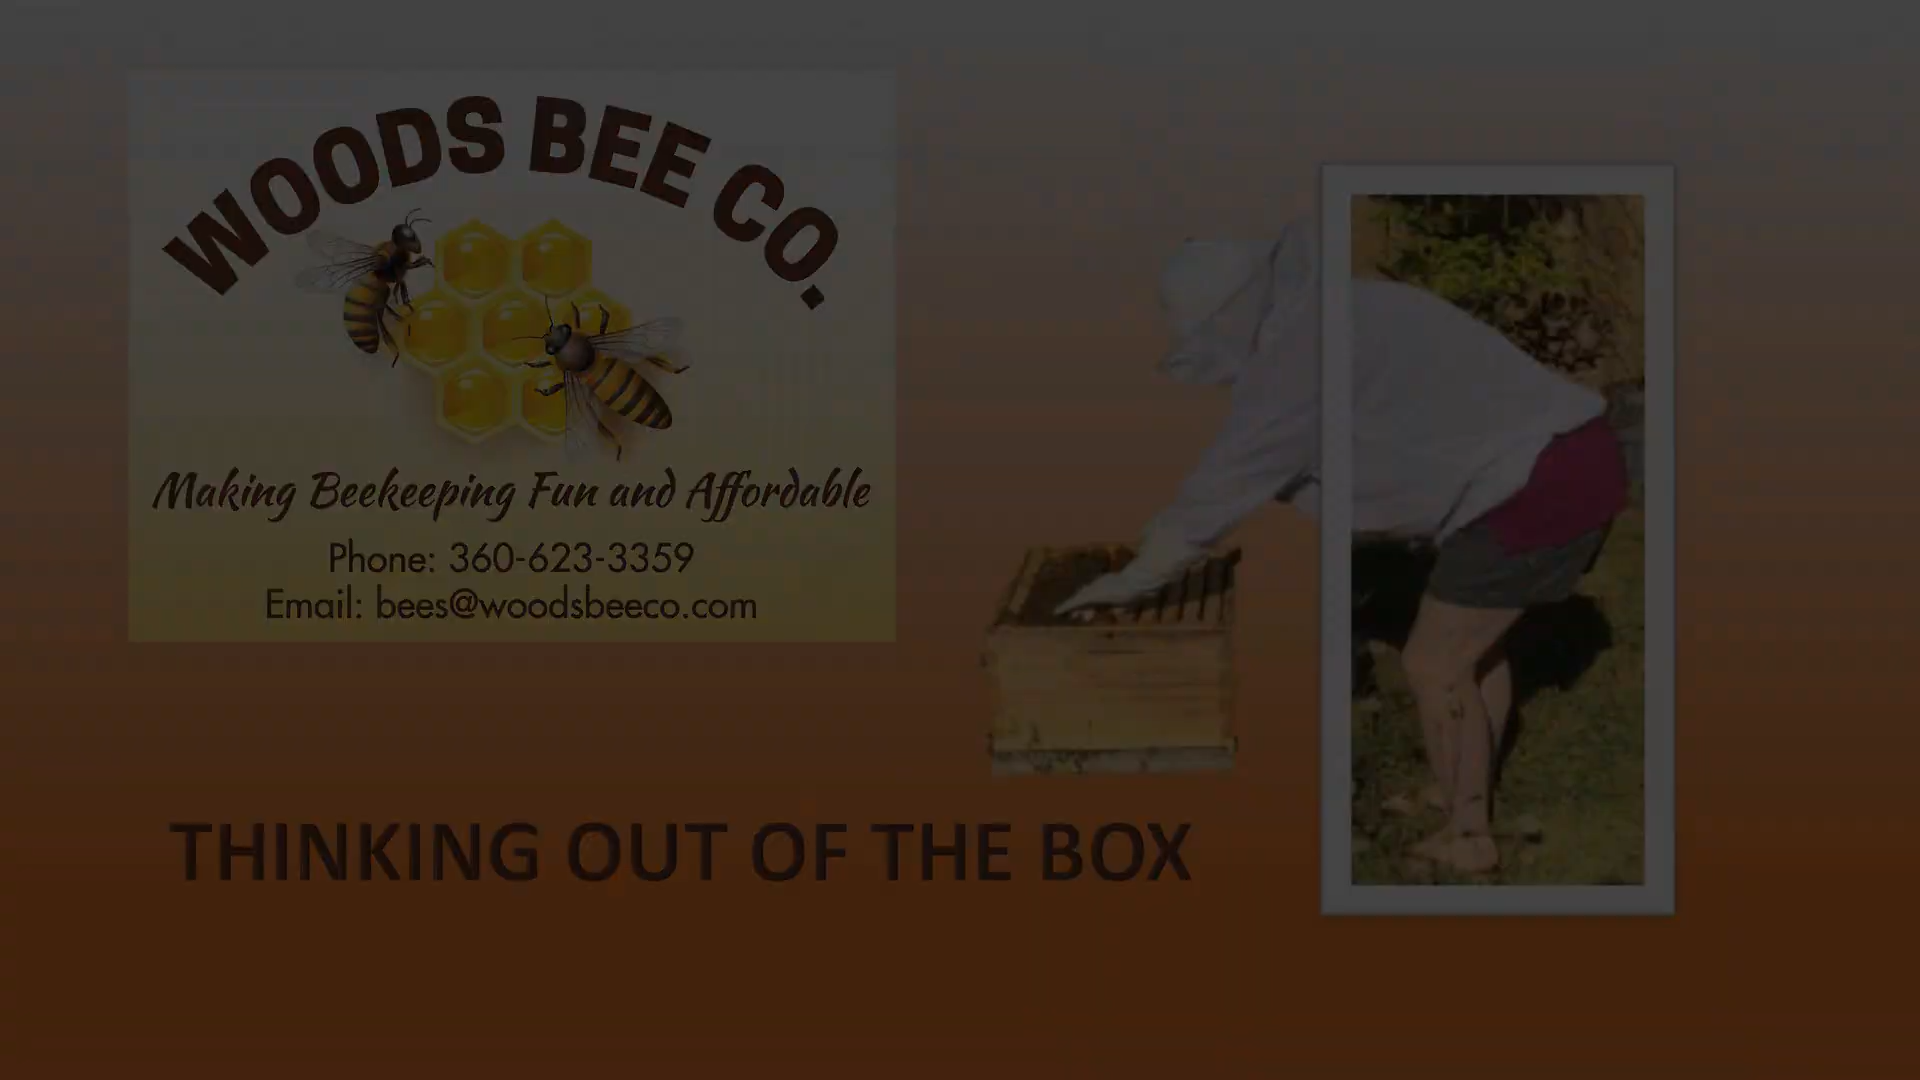 WOODS BEE CO.
Making Beekeeping Fun and Affordable
Phone: 360-623-3359
Email: bees@woodsbeeco.com
THINKING OUT OF THE BOX